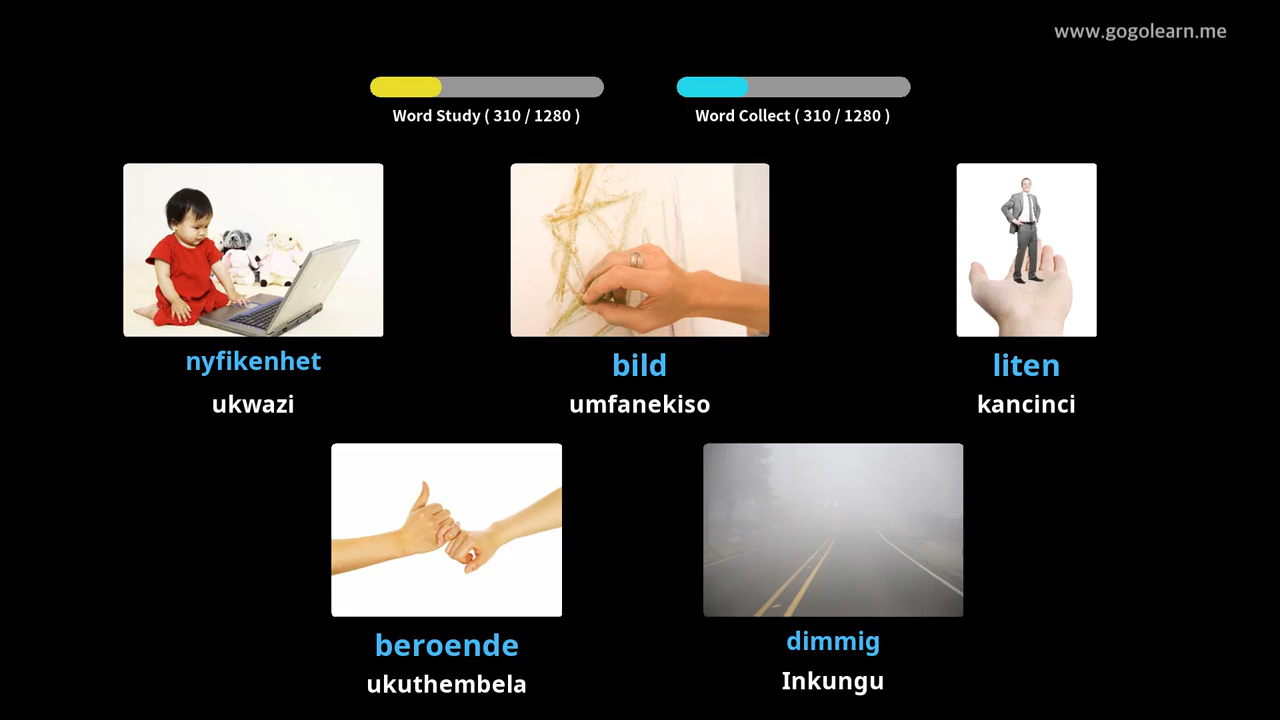 www.gogolearn.me
Word Study ( 310 / 1280 )
Word Collect ( 310 / 1280 )
nyfikenhet
ukwazi
bild
umfanekiso
liten
kancinci
beroende
ukuthembela
dimmig
Inkungu